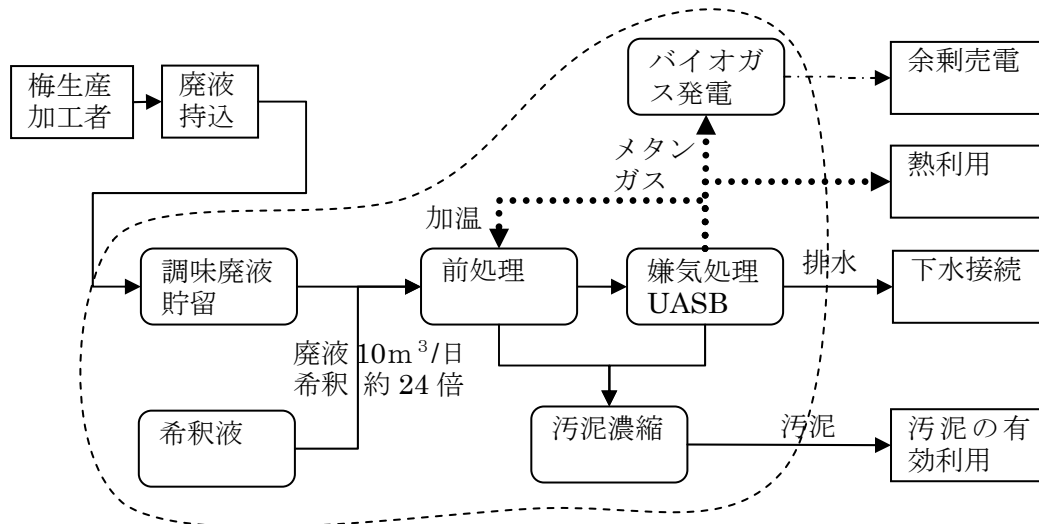 バイオガ
ス発電
余剰売電
梅生産
加工者
廃液
持込
メタン
ガス
熱利用
加温
調味廃液
貯留
前処理
嫌気処理
UASB
排水
下水接続
廃液 10m³/日
希釈 約 24 倍
希釈液
汚泥濃縮
汚泥
汚泥の有
効利用